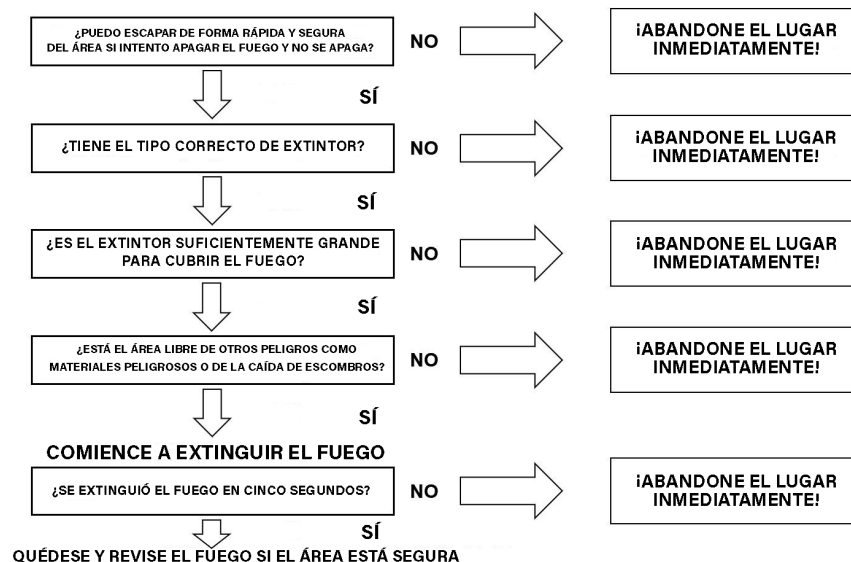 ¿PUEDO ESCAPAR DE FORMA RÁPIDA Y SEGURA
DEL ÁREA SI INTENTO APAGAR EL FUEGO Y NO SE APAGA?
NO
¡ABANDONE EL LUGAR
INMEDIATAMENTE!
SÍ
¿TIENE EL TIPO CORRECTO DE EXTINTOR?
NO
¡ABANDONE EL LUGAR
INMEDIATAMENTE!
SÍ
¿ES EL EXTINTOR SUFICIENTEMENTE GRANDE
PARA CUBRIR EL FUEGO?
NO
¡ABANDONE EL LUGAR
INMEDIATAMENTE!
SÍ
¿ESTÁ EL ÁREA LIBRE DE OTROS PELIGROS COMO
MATERIALES PELIGROSOS O DE LA CAÍDA DE ESCOMBROS?
NO
¡ABANDONE EL LUGAR
INMEDIATAMENTE!
SÍ
COMIENCE A EXTINGUIR EL FUEGO
¿SE EXTINGUIÓ EL FUEGO EN CINCO SEGUNDOS?
NO
¡ABANDONE EL LUGAR
INMEDIATAMENTE!
SÍ
QUÉDESE Y REVISE EL FUEGO SI EL ÁREA ESTÁ SEGURA